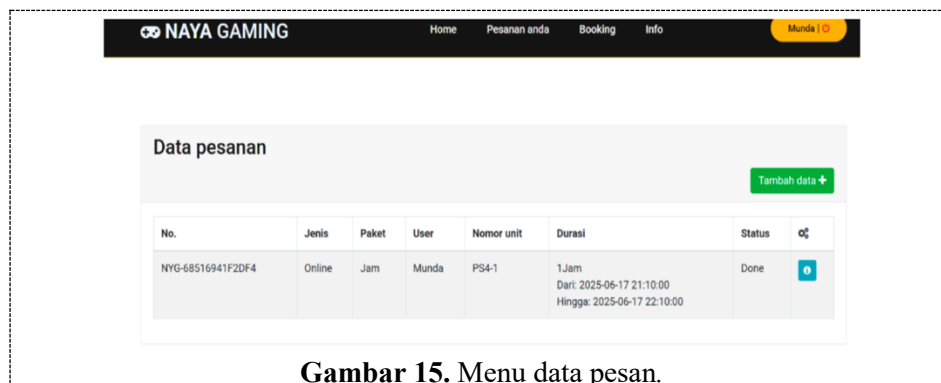 NAYA GAMING Home Pesanan anda Booking Info Munda |
Data pesanan
Tambah data +
No. Jenis Paket User Nomor unit Durasi Status
NYG-68516941F2DF4 Online Jam Munda PS4-1 1Jam Done
Dari: 2025-06-17 21:10:00
Hingga: 2025-06-17 22:10:00
Gambar 15. Menu data pesan.